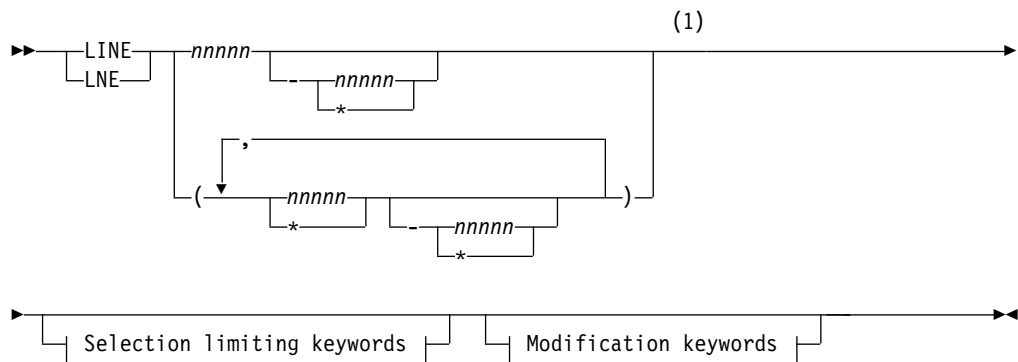 (1)
LINE nnnnn
LNE - nnnnn
*
,
( nnnnn )
* - nnnnn
*
Selection limiting keywords Modification keywords